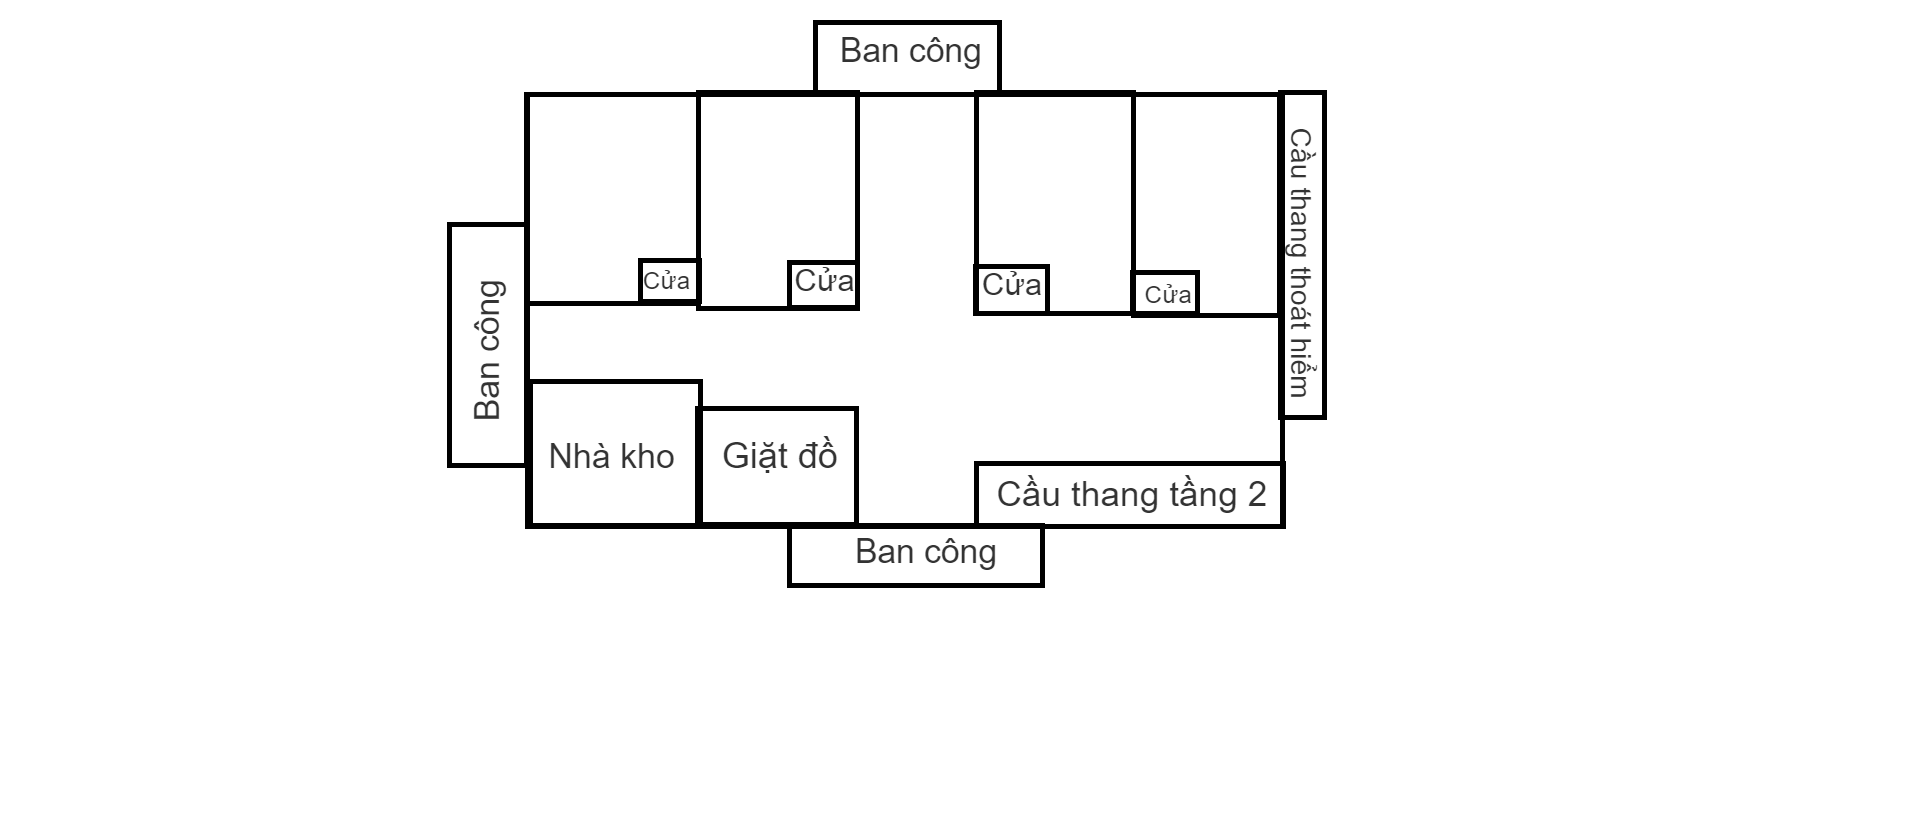 Ban công
Cầu thang thoát hiểm
Cửa
Cửa
Cửa
Cửa
Ban công
Nhà kho
Giặt đồ
Cầu thang tầng 2
Ban công